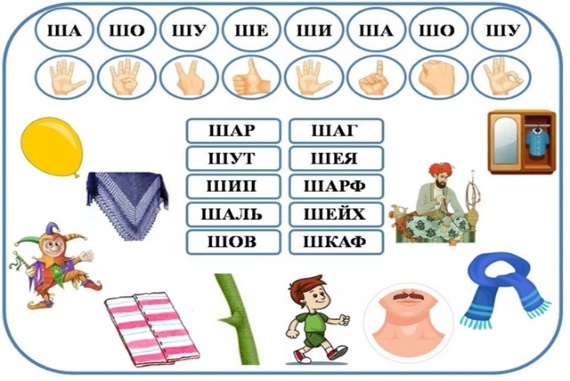 ША ШО ШУ ШЕ ШИ ША ШО ШУ
ШАР ШАГ
ШУТ ШЕЯ
ШИП ШАРФ
ШАЛЬ ШЕЙХ
ШОВ ШКАФ